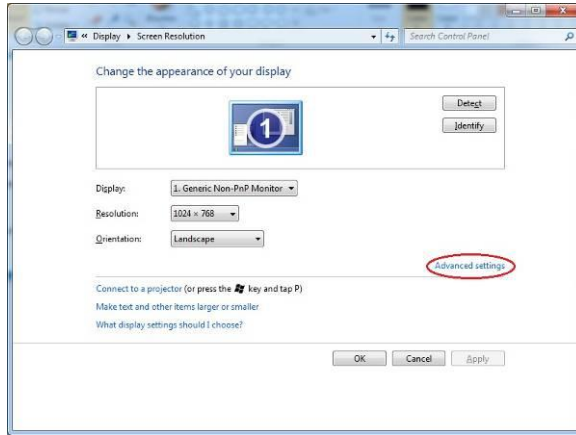 « Display ▸ Screen Resolution
Search Control Panel
Change the appearance of your display
1
Detect
Identify
Display: 1. Generic Non-PnP Monitor
Resolution: 1024 × 768
Orientation: Landscape
Advanced settings
Connect to a projector (or press the key and tap P)
Make text and other items larger or smaller
What display settings should I choose?
OK Cancel Apply